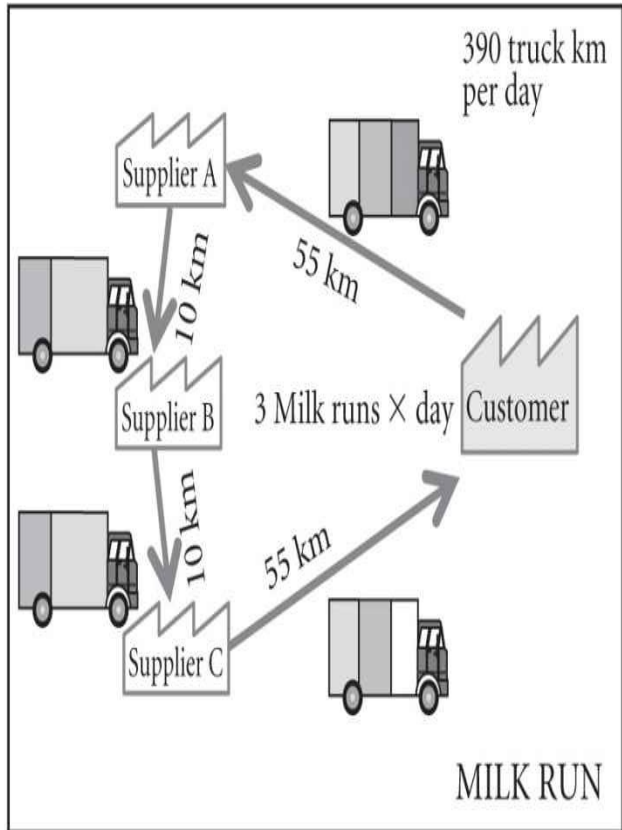 390 truck km
per day
Supplier A
55 km
10 km
Supplier B
3 Milk runs × day
Customer
10 km
55 km
Supplier C
MILK RUN